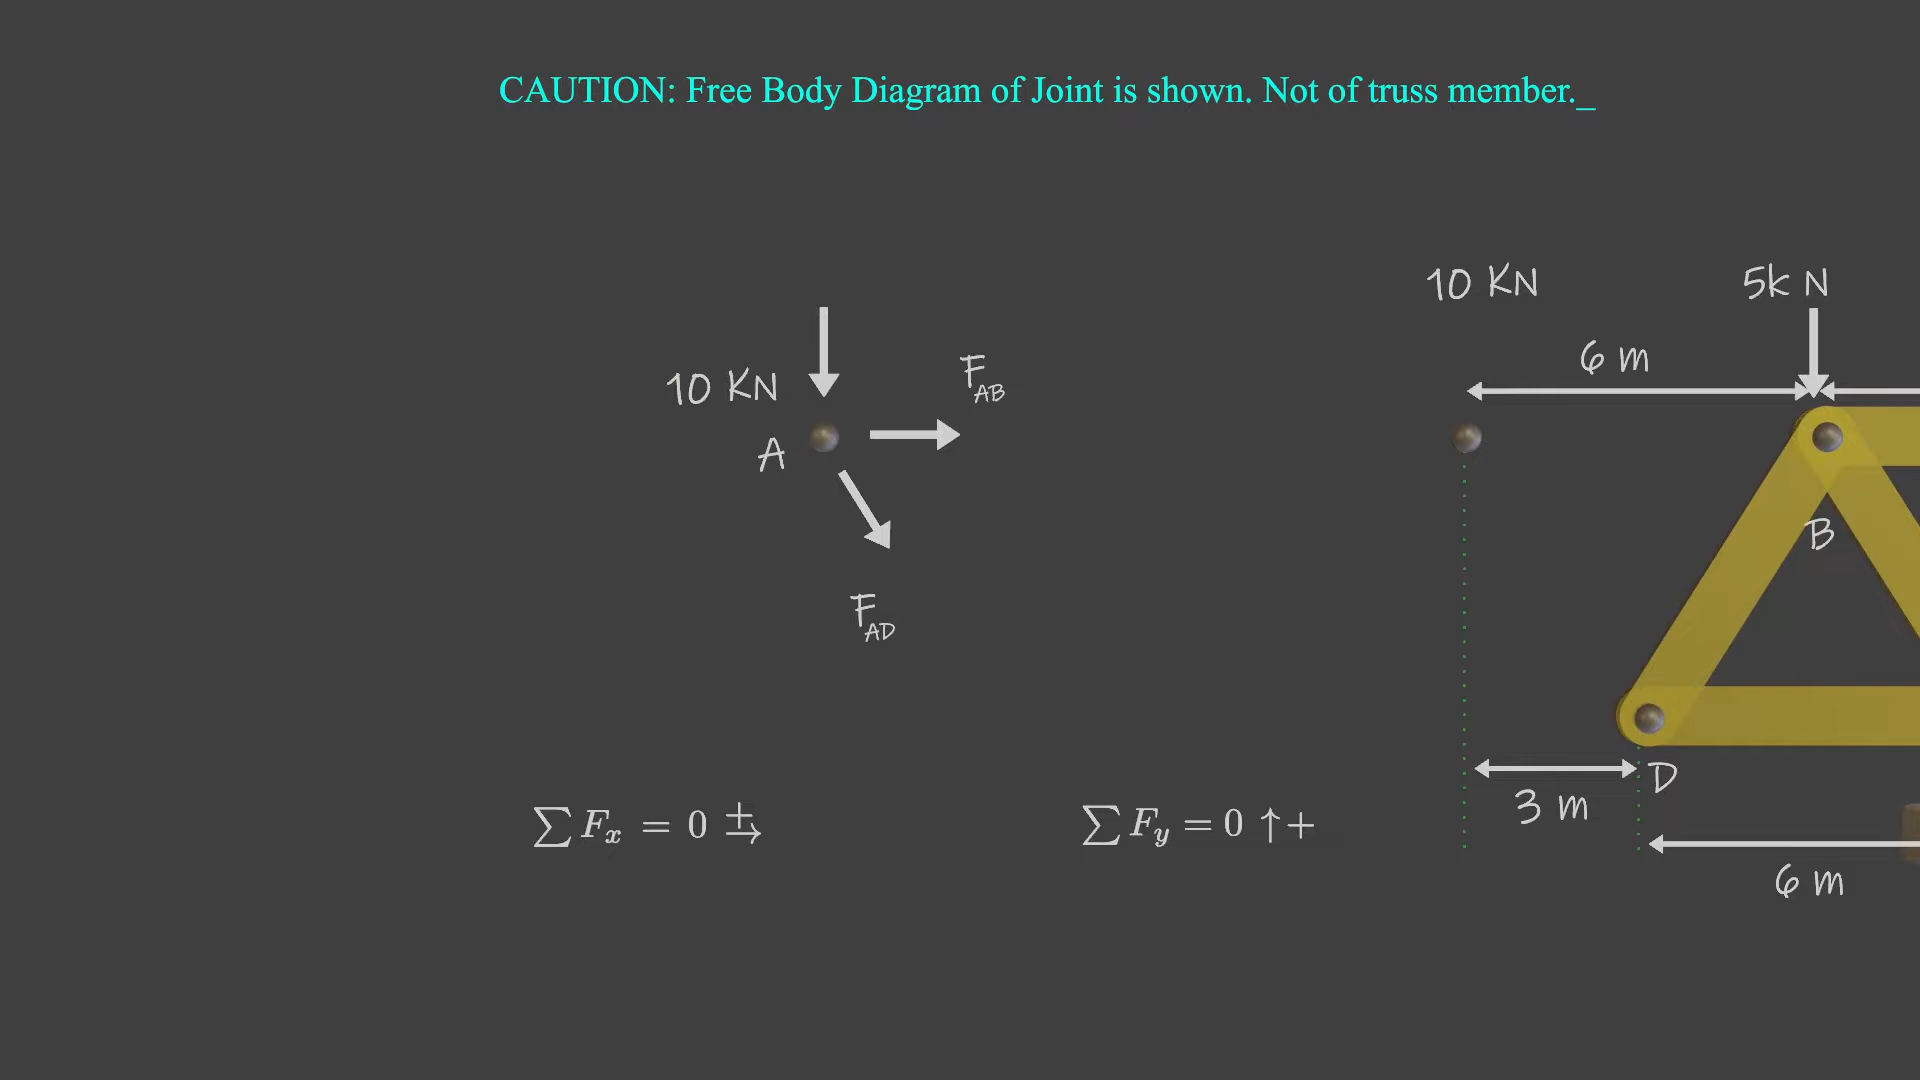 CAUTION: Free Body Diagram of Joint is shown. Not of truss member._
10 KN
5k N
6 m
F_AB
10 KN
A
B
F_AD
D
3 m
∑ F_x = 0 +→
∑ F_y = 0 ↑+
6 m